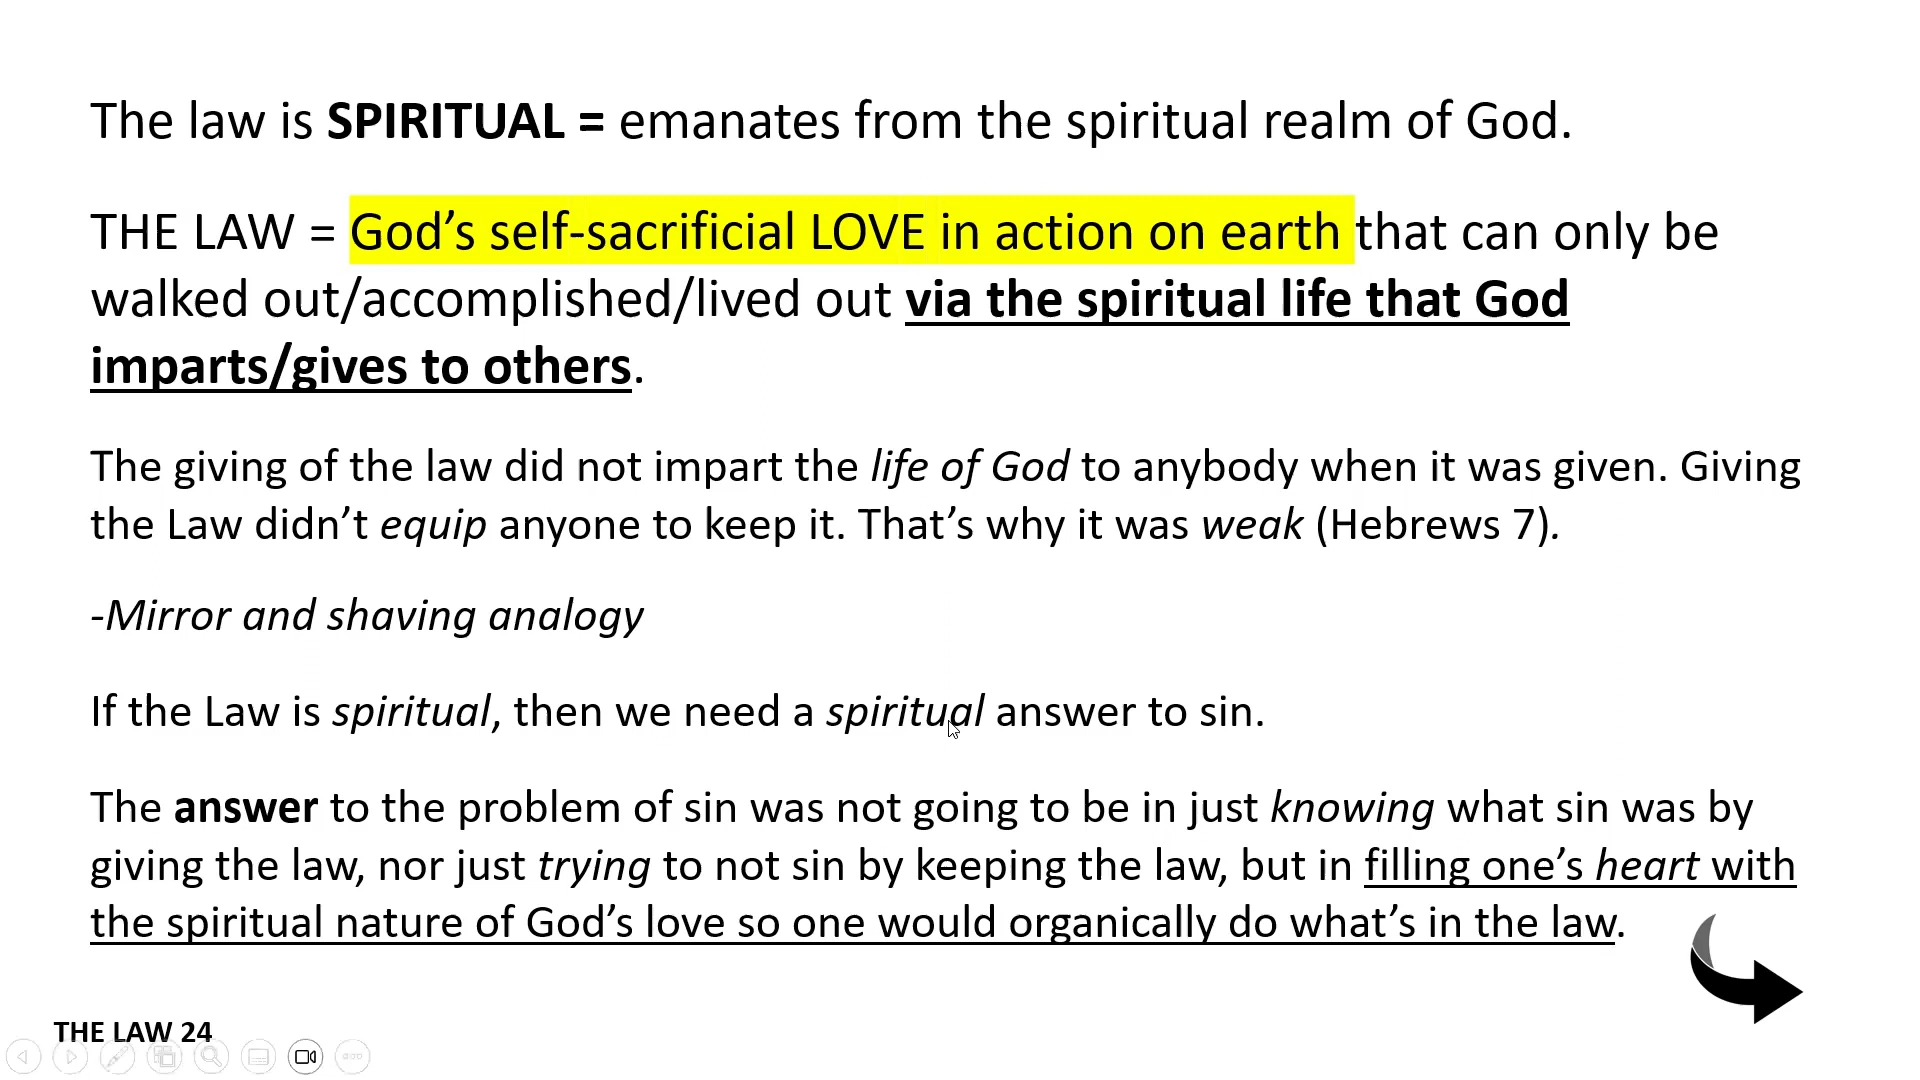 The law is SPIRITUAL = emanates from the spiritual realm of God.
THE LAW = God’s self-sacrificial LOVE in action on earth that can only be
walked out/accomplished/lived out via the spiritual life that God
imparts/gives to others.
The giving of the law did not impart the life of God to anybody when it was given. Giving
the Law didn’t equip anyone to keep it. That’s why it was weak (Hebrews 7).
-Mirror and shaving analogy
If the Law is spiritual, then we need a spiritual answer to sin.
The answer to the problem of sin was not going to be in just knowing what sin was by
giving the law, nor just trying to not sin by keeping the law, but in filling one’s heart with
the spiritual nature of God’s love so one would organically do what’s in the law.
THE LAW 24